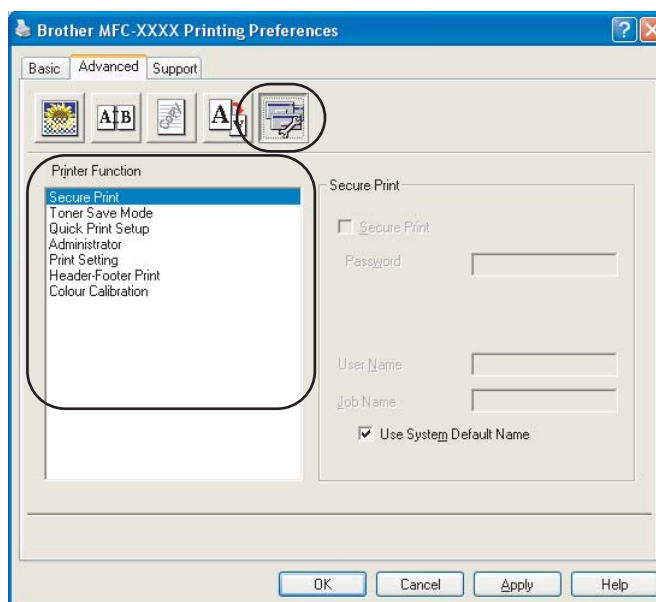 Brother MFC-XXXX Printing Preferences
Basic Advanced Support
Printer Function
Secure Print
Toner Save Mode
Quick Print Setup
Administrator
Print Setting
Header-Footer Print
Colour Calibration
Secure Print
Secure Print
Password
User Name
Job Name
Use System Default Name
OK Cancel Apply Help